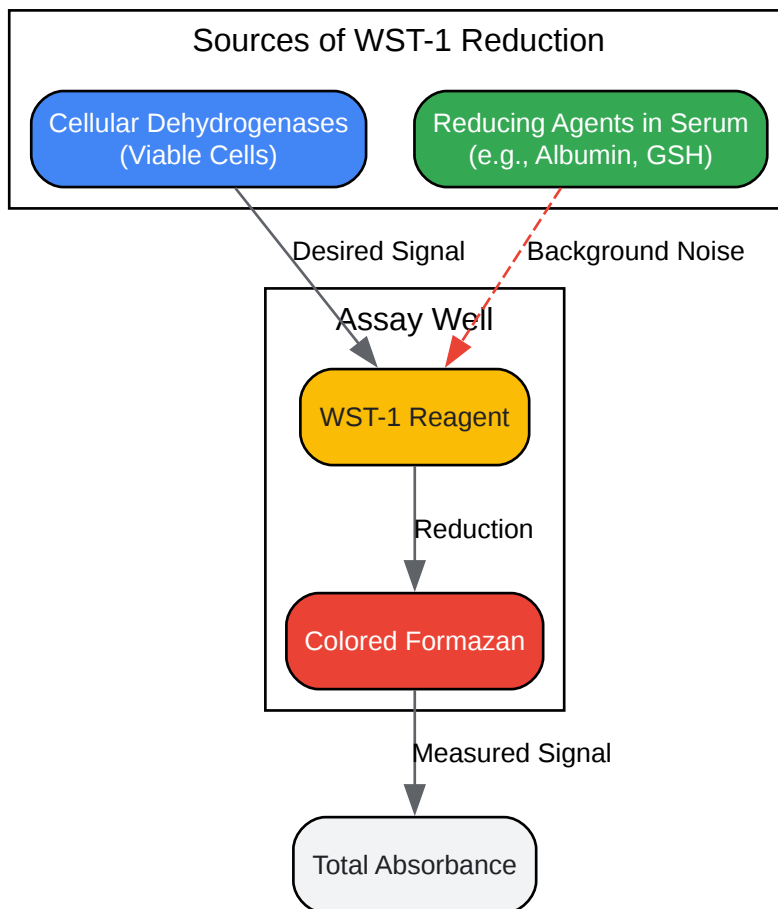 Sources of WST-1 Reduction
Cellular Dehydrogenases
(Viable Cells)
Reducing Agents in Serum
(e.g., Albumin, GSH)
Desired Signal
Background Noise
Assay Well
WST-1 Reagent
Reduction
Colored Formazan
Measured Signal
Total Absorbance